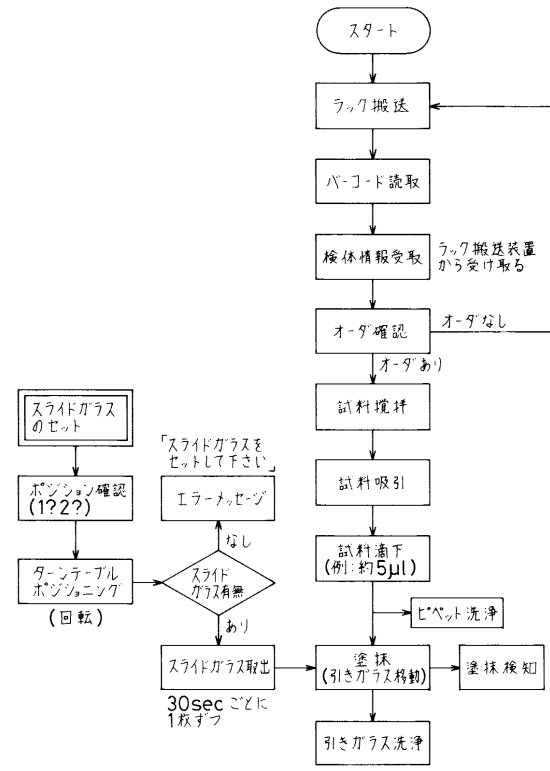 スタート
ラック搬送
バーコード読取
検体情報受取
ラック搬送装置
から受け取る
オーダ確認
オーダなし
オーダあり
試料撹拌
試料吸引
試料滴下
(例:約5μl)
ピペット洗浄
スライドガラス
のセット
ポジション確認
(1?2?)
ターンテーブル
ポジショニング
(回転)
「スライドガラスを
セットして下さい」
エラーメッセージ
なし
スライド
ガラス有無
あり
スライドガラス取出
30secごとに
1枚ずつ
塗抹
(引きガラス移動)
塗抹検知
引きガラス洗浄